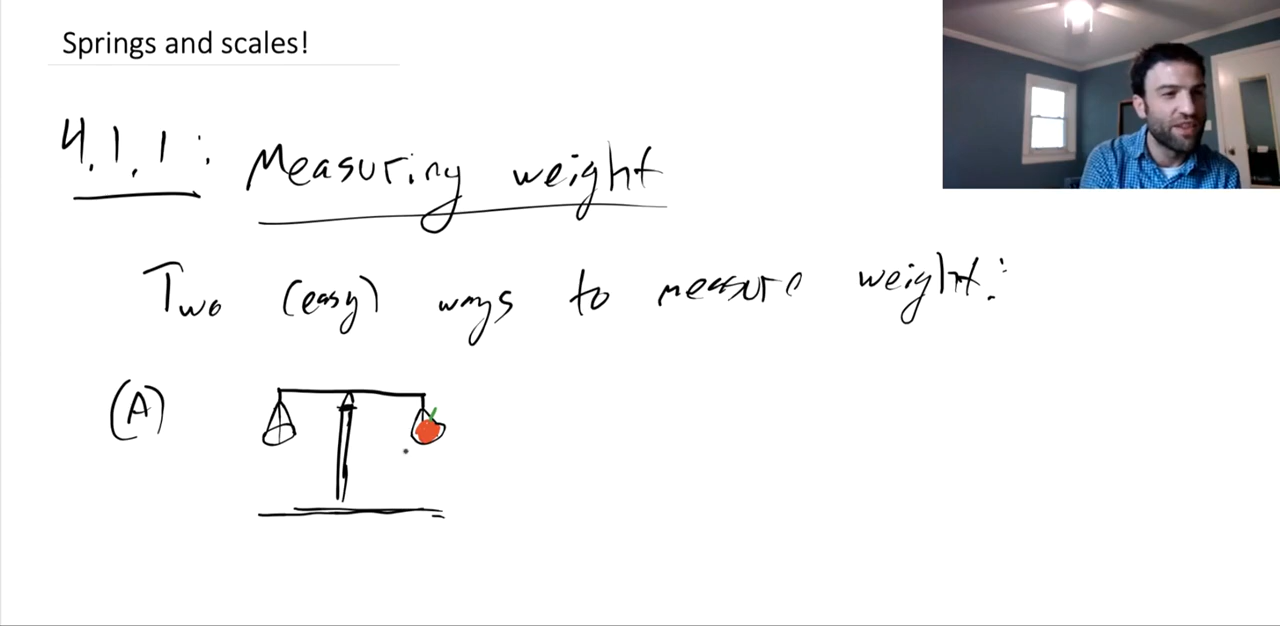 Springs and scales!
4.1.1: Measuring weight
Two (easy) ways to measure weight:
(A)